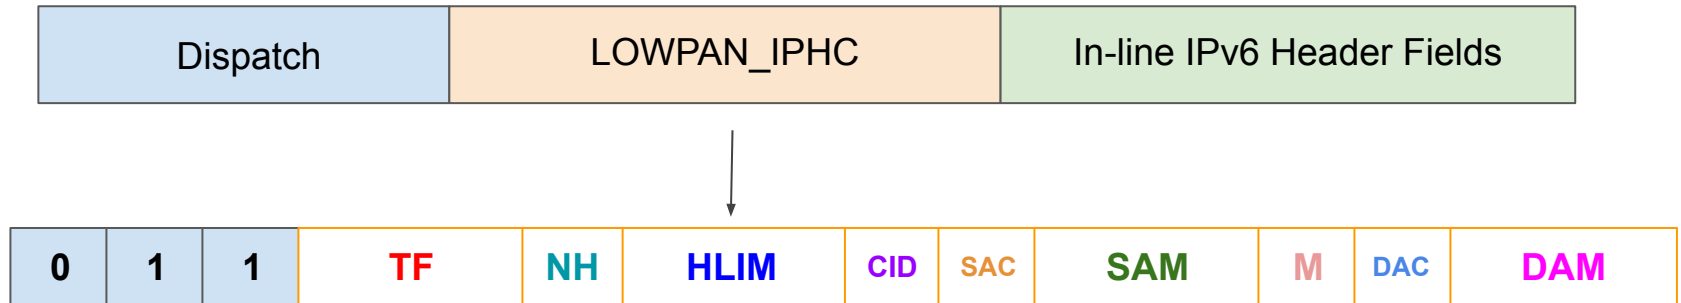 Dispatch LOWPAN_IPHC In-line IPv6 Header Fields
0 1 1 TF NH HLIM CID SAC SAM M DAC DAM